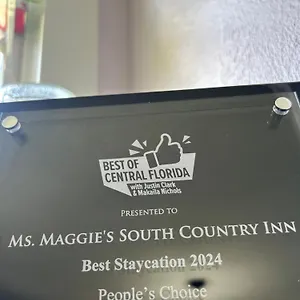 BEST OF
CENTRAL FLORIDA
with Justin Clark
& Makaila Nichols
PRESENTED TO
MS. MAGGIE'S SOUTH COUNTRY INN
Best Staycation 2024
People's Choice